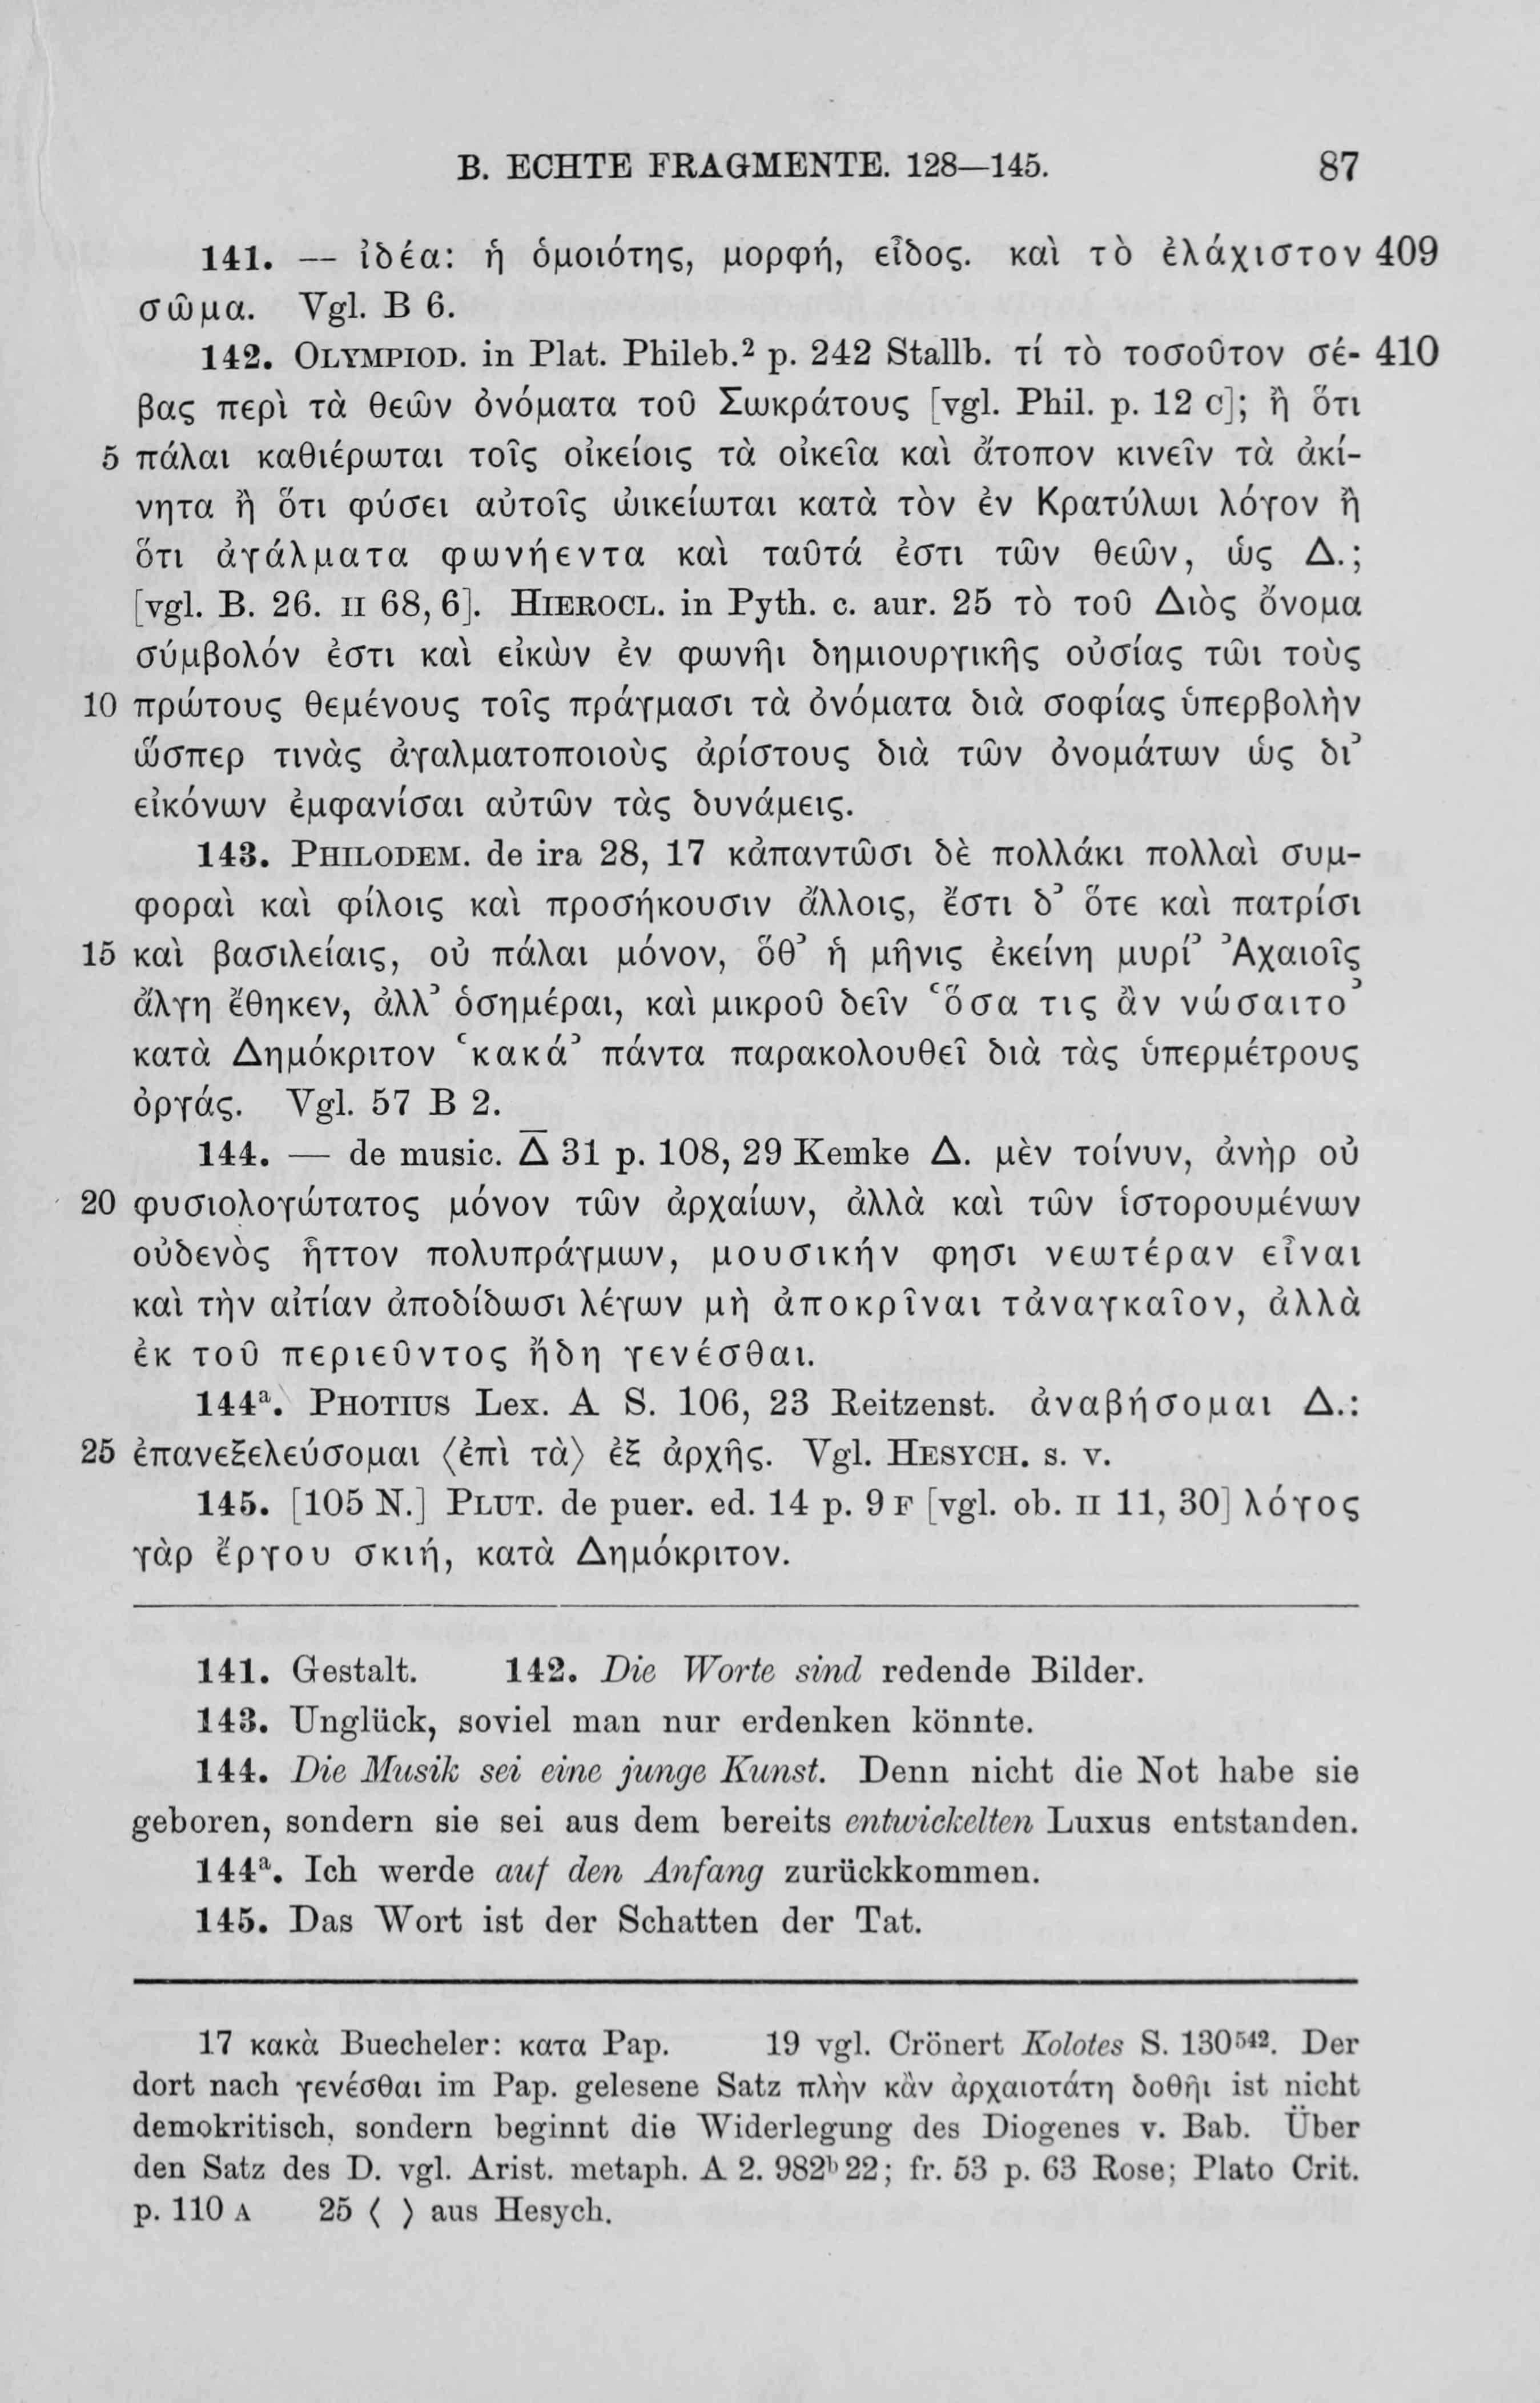 B. ECHTE FRAGMENTE. 128—145. 87
141. — ἰδέα: ἡ ὁμοιότης, μορφή, εἶδος. καὶ τὸ ἐλάχιστον 409
σῶμα. Vgl. B 6.
142. OLYMPIOD. in Plat. Phileb.² p. 242 Stallb. τί τὸ τοσοῦτον σέ- 410
βας περὶ τὰ θεῶν ὀνόματα τοῦ Σωκράτους [vgl. Phil. p. 12 C]; ἢ ὅτι
5 πάλαι καθιέρωται τοῖς οἰκείοις τὰ οἰκεῖα καὶ ἄτοπον κινεῖν τὰ ἀκί-
νητα ἢ ὅτι φύσει αὐτοῖς ὠικείωται κατὰ τὸν ἐν Κρατύλωι λόγον ἢ
ὅτι ἀγάλματα φωνήεντα καὶ ταῦτά ἐστι τῶν θεῶν, ὡς Δ.;
[vgl. B. 26. II 68, 6]. HIEROCL. in Pyth. c. aur. 25 τὸ τοῦ Διὸς ὄνομα
σύμβολόν ἐστι καὶ εἰκὼν ἐν φωνῆι δημιουργικῆς οὐσίας τῶι τοὺς
10 πρώτους θεμένους τοῖς πράγμασι τὰ ὀνόματα διὰ σοφίας ὑπερβολὴν
ὥσπερ τινὰς ἀγαλματοποιοὺς ἀρίστους διὰ τῶν ὀνομάτων ὡς δι᾽
εἰκόνων ἐμφανίσαι αὐτῶν τὰς δυνάμεις.
143. PHILODEM. de ira 28, 17 κἀπαντῶσι δὲ πολλάκι πολλαὶ συμ-
φοραὶ καὶ φίλοις καὶ προσήκουσιν ἄλλοις, ἔστι δ᾽ ὅτε καὶ πατρίσι
15 καὶ βασιλείαις, οὐ πάλαι μόνον, ὅθ᾽ ἡ μῆνις ἐκείνη μυρί᾽ Ἀχαιοῖς
ἄλγη ἔθηκεν, ἀλλ᾽ ὁσημέραι, καὶ μικροῦ δεῖν ‘ὅσα τις ἂν νώσαιτο’
κατὰ Δημόκριτον ‘κακά’ πάντα παρακολουθεῖ διὰ τὰς ὑπερμέτρους
ὀργάς. Vgl. 57 B 2.
144. — de music. Δ̅ 31 p. 108, 29 Kemke Δ. μὲν τοίνυν, ἀνὴρ οὐ
20 φυσιολογώτατος μόνον τῶν ἀρχαίων, ἀλλὰ καὶ τῶν ἱστορουμένων
οὐδενὸς ἧττον πολυπράγμων, μουσικήν φησι νεωτέραν εἶναι
καὶ τὴν αἰτίαν ἀποδίδωσι λέγων μὴ ἀποκρῖναι τἀναγκαῖον, ἀλλὰ
ἐκ τοῦ περιεῦντος ἤδη γενέσθαι.
144ᵃ. PHOTIUS Lex. A S. 106, 23 Reitzenst. ἀναβήσομαι Δ.:
25 ἐπανεξελεύσομαι ⟨ἐπὶ τὰ⟩ ἐξ ἀρχῆς. Vgl. HESYCH. s. v.
145. [105 N.] PLUT. de puer. ed. 14 p. 9 F [vgl. ob. II 11, 30] λόγος
γὰρ ἔργου σκιή, κατὰ Δημόκριτον.
141. Gestalt. 142. Die Worte sind redende Bilder.
143. Unglück, soviel man nur erdenken könnte.
144. Die Musik sei eine junge Kunst. Denn nicht die Not habe sie
geboren, sondern sie sei aus dem bereits entwickelten Luxus entstanden.
144ᵃ. Ich werde auf den Anfang zurückkommen.
145. Das Wort ist der Schatten der Tat.
17 κακὰ Buecheler: κατα Pap. 19 vgl. Crönert Kolotes S. 130⁵⁴². Der
dort nach γενέσθαι im Pap. gelesene Satz πλὴν κἂν ἀρχαιοτάτη δοθῆι ist nicht
demokritisch, sondern beginnt die Widerlegung des Diogenes v. Bab. Über
den Satz des D. vgl. Arist. metaph. A 2. 982ᵇ 22; fr. 53 p. 63 Rose; Plato Crit.
p. 110 A 25 ⟨ ⟩ aus Hesych.